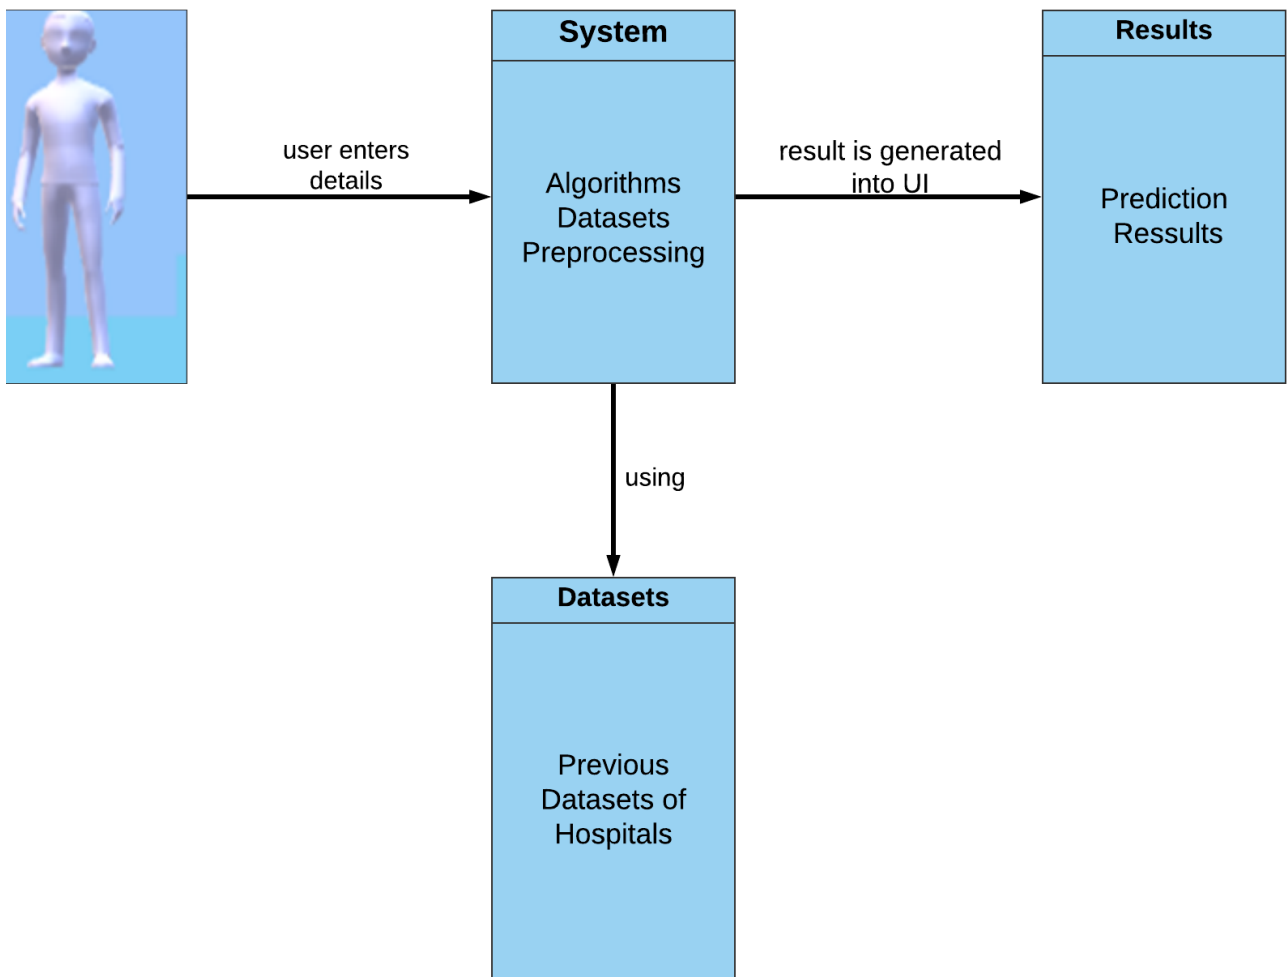 System
Results
user enters
details
Algorithms
Datasets
Preprocessing
result is generated
into UI
Prediction
Ressults
using
Datasets
Previous
Datasets of
Hospitals